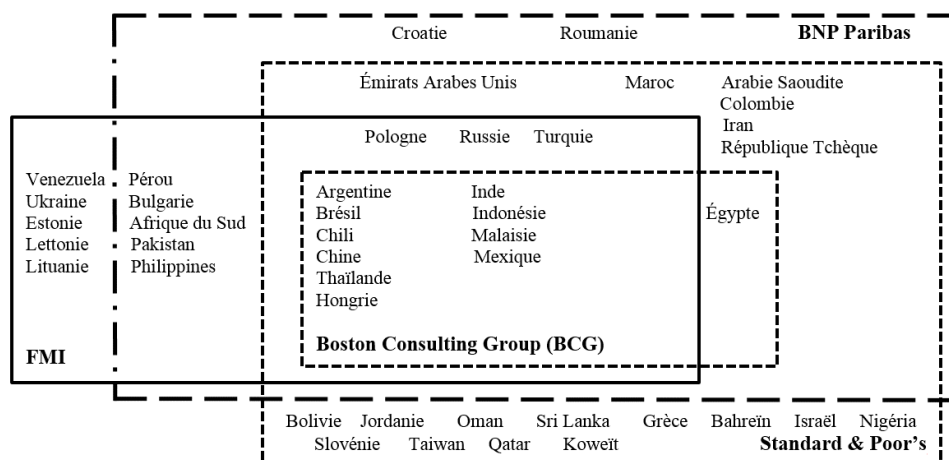 Croatie Roumanie BNP Paribas
Émirats Arabes Unis Maroc Arabie Saoudite
Colombie
Iran
Pologne Russie Turquie République Tchèque
Venezuela Pérou Argentine Inde
Ukraine Bulgarie Brésil Indonésie Égypte
Estonie Afrique du Sud Chili Malaisie
Lettonie Pakistan Chine Mexique
Lituanie Philippines Thaïlande
Hongrie
FMI Boston Consulting Group (BCG)
Bolivie Jordanie Oman Sri Lanka Grèce Bahreïn Israël Nigéria
Slovénie Taiwan Qatar Koweït Standard & Poor's